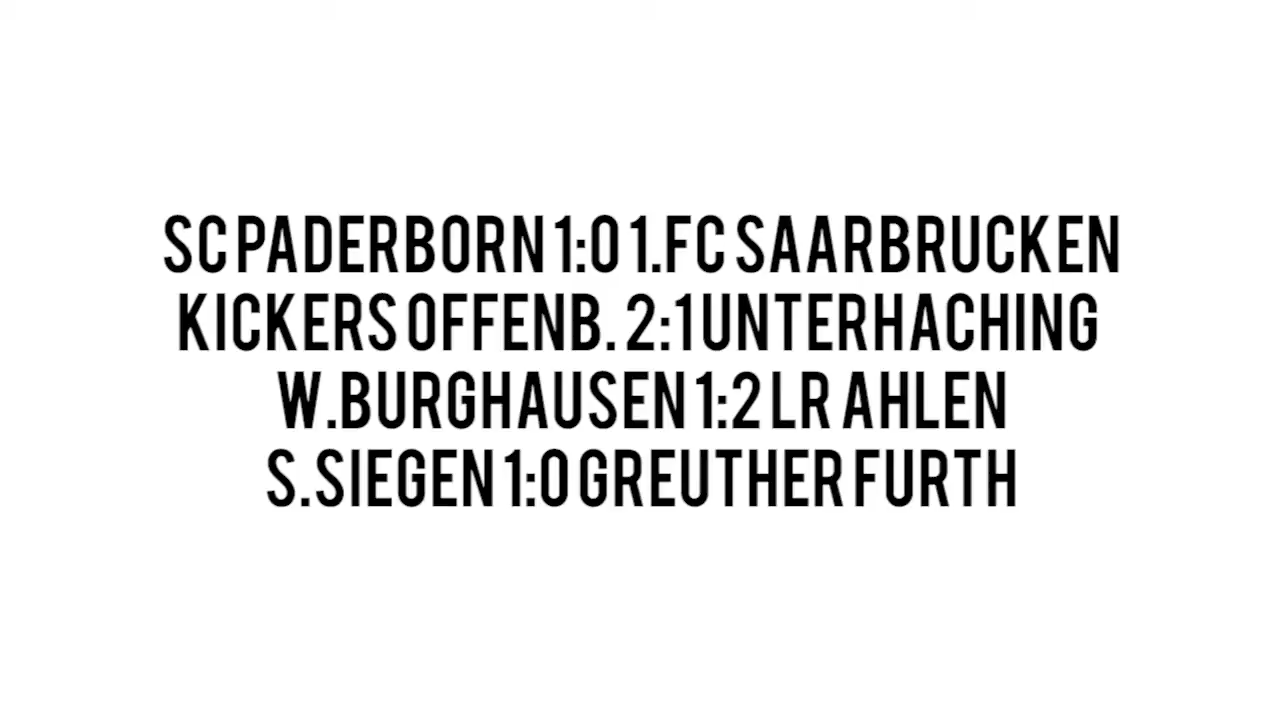 SC PADERBORN 1:0 1.FC SAARBRUCKEN
KICKERS OFFENB. 2:1 UNTERHACHING
W.BURGHAUSEN 1:2 LR AHLEN
S.SIEGEN 1:0 GREUTHER FURTH